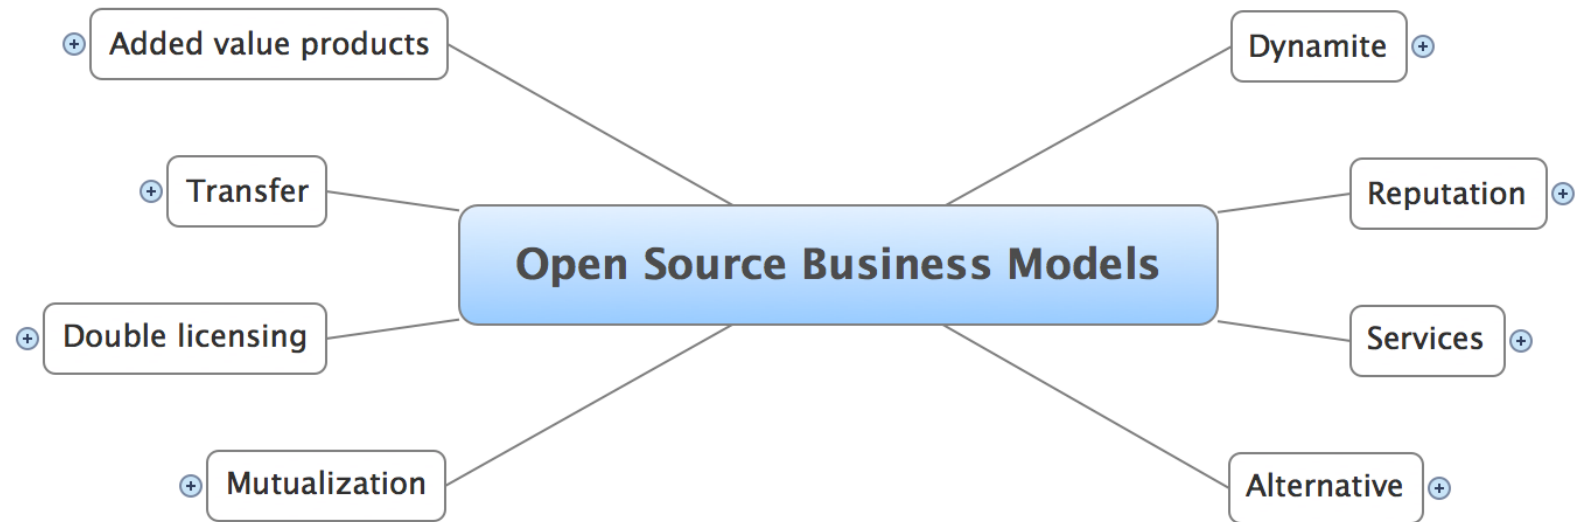 Added value products
Dynamite
Transfer
Reputation
Open Source Business Models
Double licensing
Services
Mutualization
Alternative